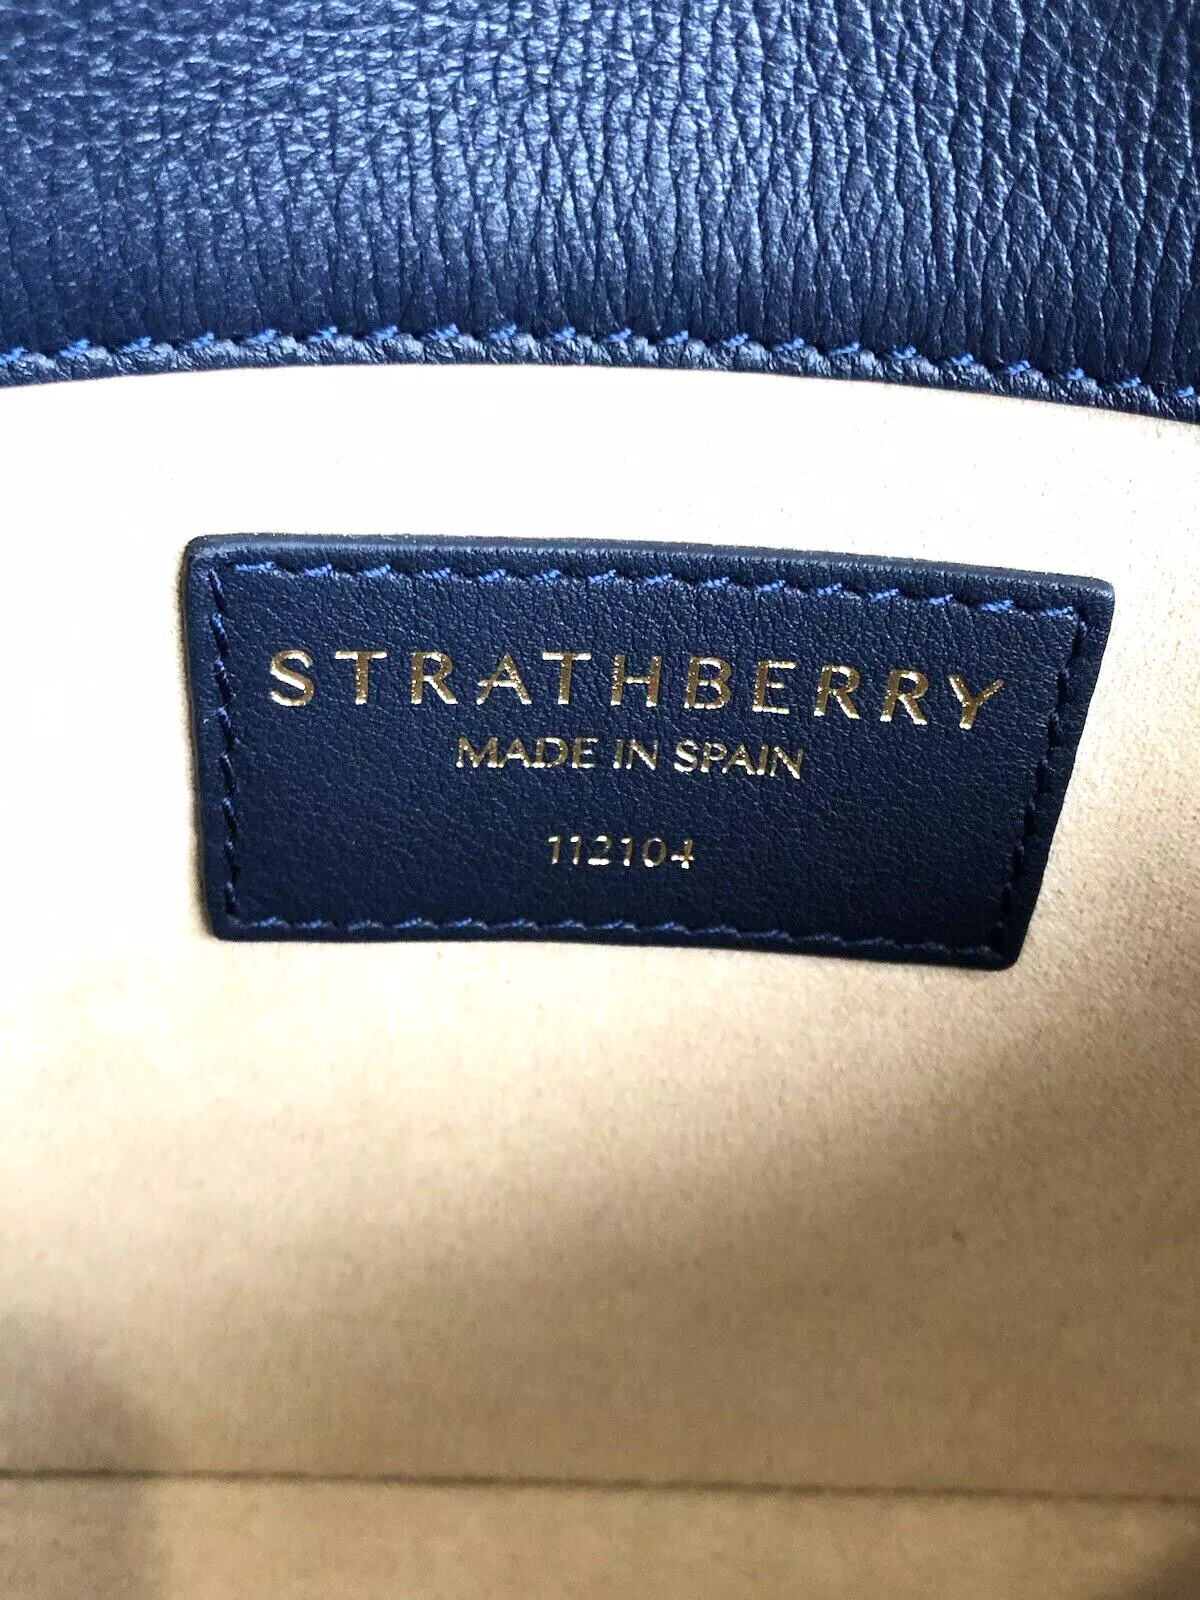 STRATHBERRY
MADE IN SPAIN
112104